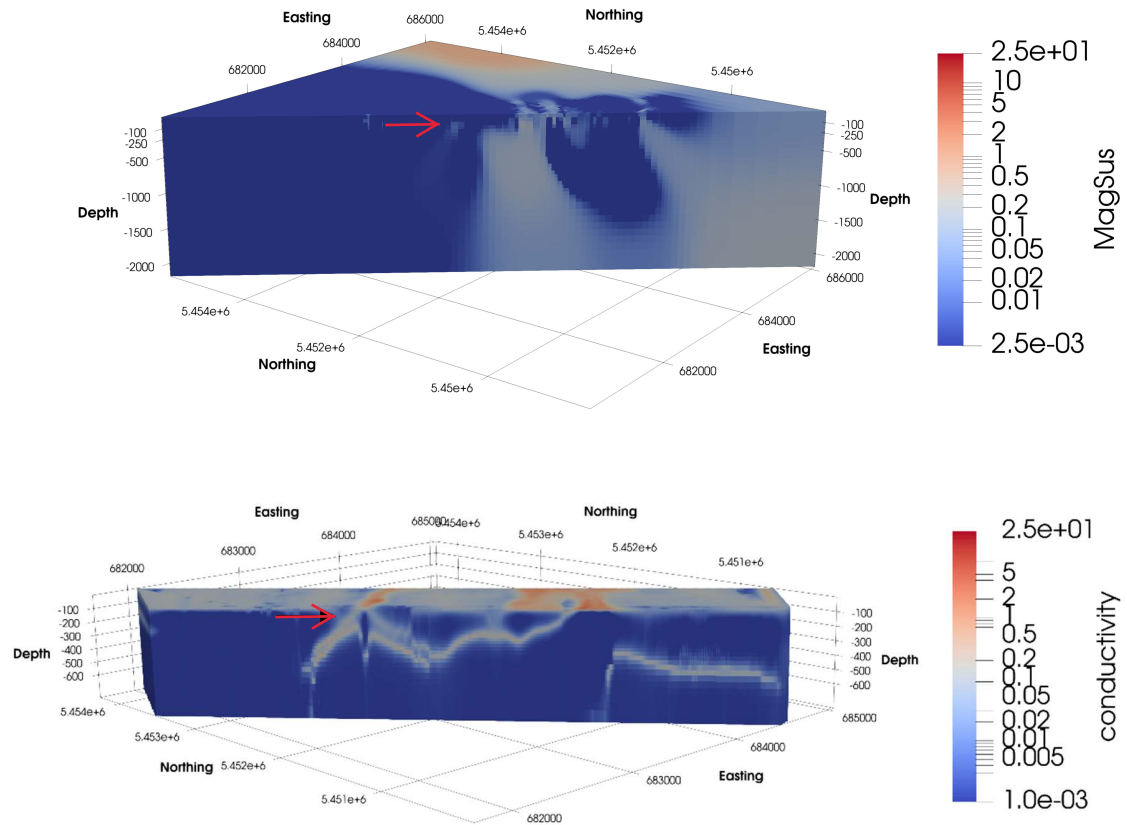 Easting
Northing
686000
5.454e+6
684000
5.452e+6
682000
5.45e+6
-100
-250
-500
-1000
-1500
-2000
Depth
-100
-250
-500
-1000
-1500
-2000
Depth
686000
5.454e+6
684000
5.452e+6
Northing
Easting
5.45e+6
682000
2.5e+01
10
5
2
1
0.5
0.2
0.1
0.05
0.02
0.01
2.5e-03
MagSus
Easting
Northing
685000
5.454e+6
684000
5.453e+6
683000
5.452e+6
682000
5.451e+6
-100
-200
-300
-400
-500
-600
Depth
-100
-200
-300
-400
-500
-600
Depth
5.454e+6
685000
5.453e+6
684000
Northing
5.452e+6
683000
Easting
5.451e+6
682000
2.5e+01
5
2
1
0.5
0.2
0.1
0.05
0.02
0.01
0.005
1.0e-03
conductivity